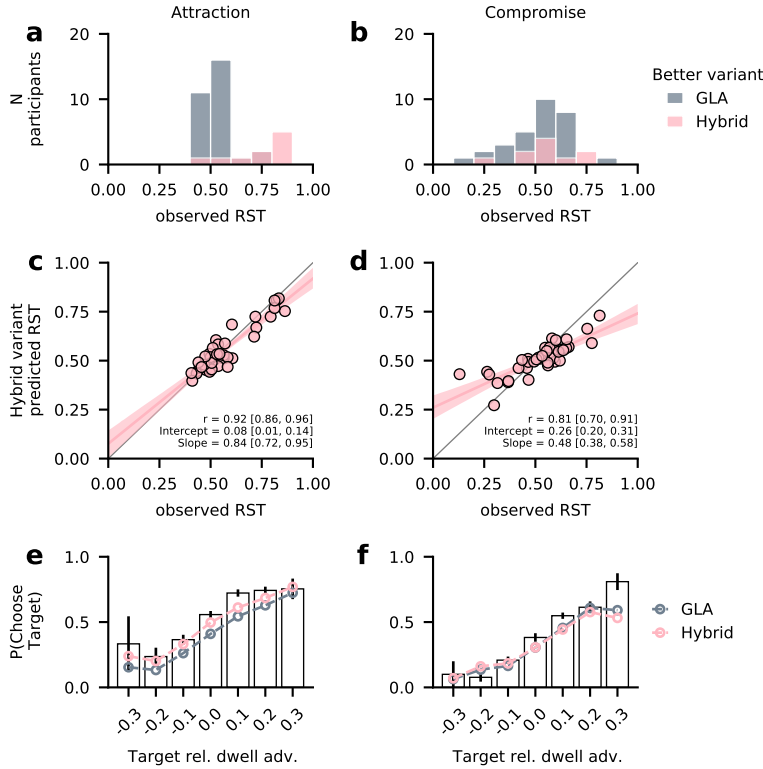 Attraction
Compromise
a
b
20
10
0
N
participants
0.00 0.25 0.50 0.75 1.00
observed RST
20
10
0
0.00 0.25 0.50 0.75 1.00
observed RST
Better variant
GLA
Hybrid
c
d
1.00
0.75
0.50
0.25
0.00
Hybrid variant
predicted RST
r = 0.92 [0.86, 0.96]
Intercept = 0.08 [0.01, 0.14]
Slope = 0.84 [0.72, 0.95]
0.00 0.25 0.50 0.75 1.00
observed RST
1.00
0.75
0.50
0.25
0.00
r = 0.81 [0.70, 0.91]
Intercept = 0.26 [0.20, 0.31]
Slope = 0.48 [0.38, 0.58]
0.00 0.25 0.50 0.75 1.00
observed RST
e
f
1.0
0.5
0.0
P(Choose
Target)
-0.3 -0.2 -0.1 0.0 0.1 0.2 0.3
Target rel. dwell adv.
1.0
0.5
0.0
-0.3 -0.2 -0.1 0.0 0.1 0.2 0.3
Target rel. dwell adv.
GLA
Hybrid